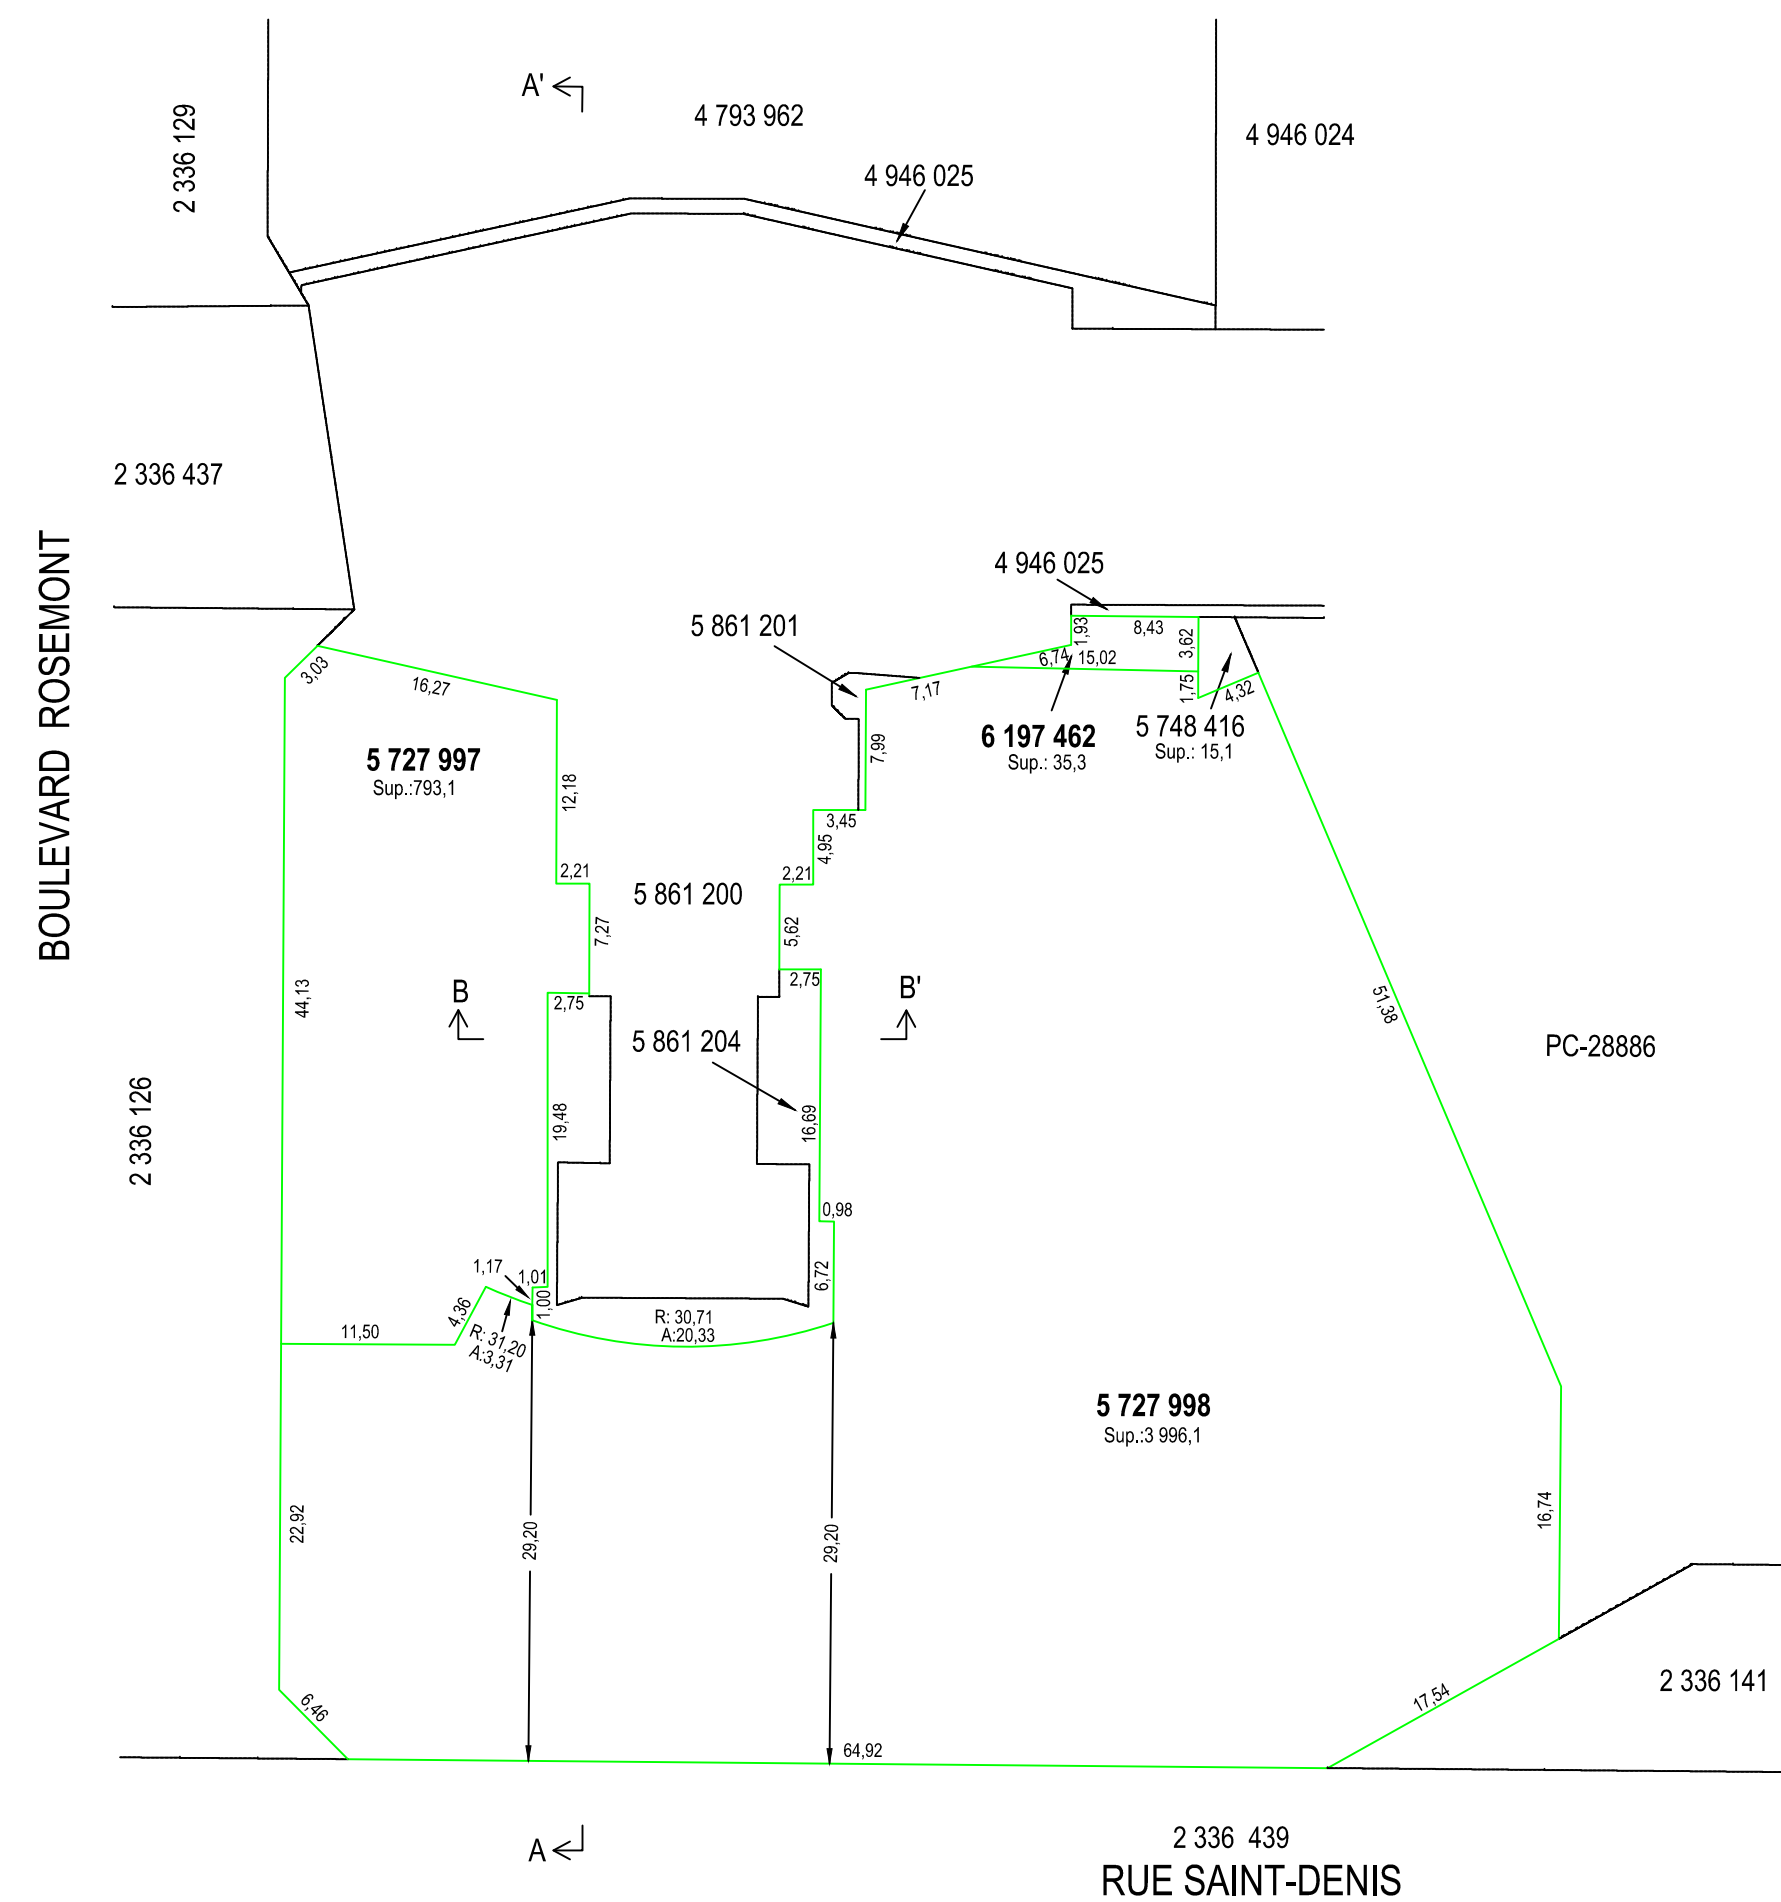 A'
4 793 962
4 946 024
2 336 129
4 946 025
2 336 437
BOULEVARD ROSEMONT
4 946 025
5 861 201
1,93
8,43
3,62
6,74
15,02
3,03
16,27
7,17
1,75
4,32
6 197 462
Sup.: 35,3
5 748 416
Sup.: 15,1
5 727 997
Sup.:793,1
7,99
12,18
3,45
4,95
2,21
2,21
5 861 200
7,27
5,62
2,75
2,75
B
B'
44,13
51,38
5 861 204
PC-28886
2 336 126
19,48
16,69
0,98
1,17
1,01
1,00
6,72
4,36
R: 31,20
A:3,31
R: 30,71
A:20,33
11,50
5 727 998
Sup.:3 996,1
22,92
29,20
29,20
16,74
6,46
17,54
2 336 141
64,92
A
2 336 439
RUE SAINT-DENIS